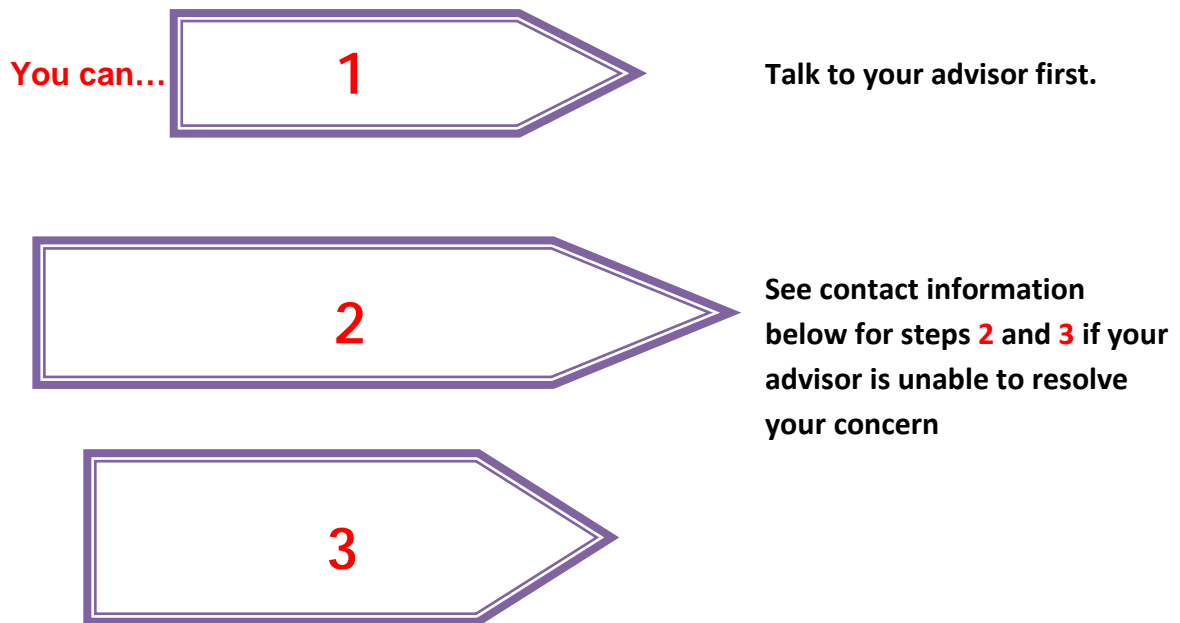 You can… 1 Talk to your advisor first.
2
See contact information
below for steps 2 and 3 if your
advisor is unable to resolve
your concern
3